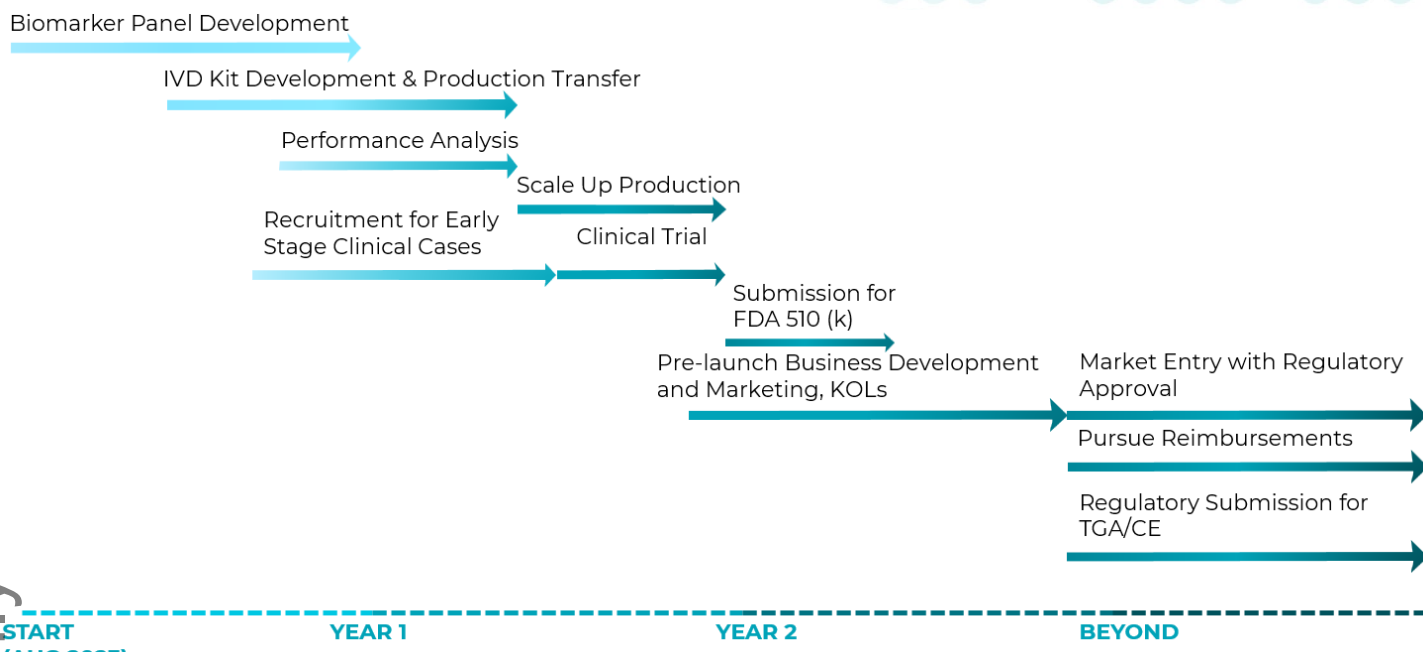 Biomarker Panel Development
IVD Kit Development & Production Transfer
Performance Analysis
Scale Up Production
Recruitment for Early
Stage Clinical Cases
Clinical Trial
Submission for
FDA 510 (k)
Pre-launch Business Development
and Marketing, KOLs
Market Entry with Regulatory
Approval
Pursue Reimbursements
Regulatory Submission for
TGA/CE
START
YEAR 1
YEAR 2
BEYOND